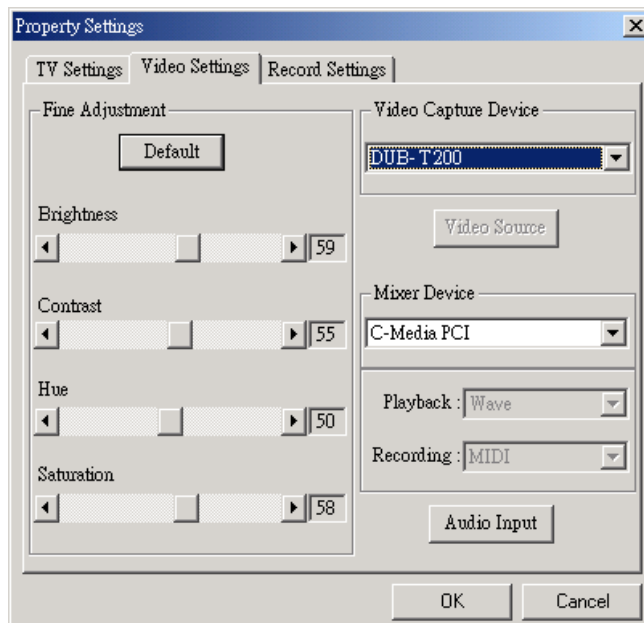 Property Settings
TV Settings
Video Settings
Record Settings
Fine Adjustment
Default
Brightness
59
Contrast
55
Hue
50
Saturation
58
Video Capture Device
DUB- T200
Video Source
Mixer Device
C-Media PCI
Playback : Wave
Recording : MIDI
Audio Input
OK
Cancel